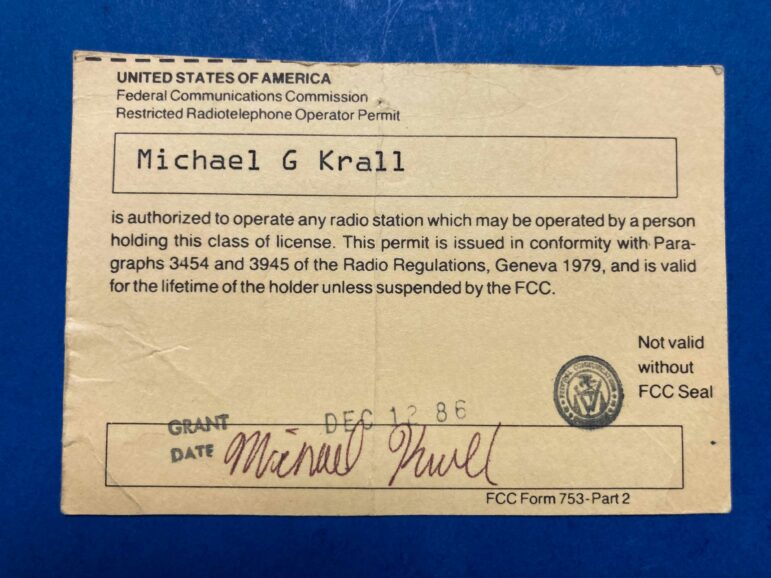 UNITED STATES OF AMERICA
Federal Communications Commission
Restricted Radiotelephone Operator Permit
Michael G Krall
is authorized to operate any radio station which may be operated by a person
holding this class of license. This permit is issued in conformity with Para-
graphs 3454 and 3945 of the Radio Regulations, Geneva 1979, and is valid
for the lifetime of the holder unless suspended by the FCC.
Not valid
without
FCC Seal
FEDERAL COMMUNICATIONS
GRANT
DATE
DEC 12 86
Michael Krall
FCC Form 753-Part 2